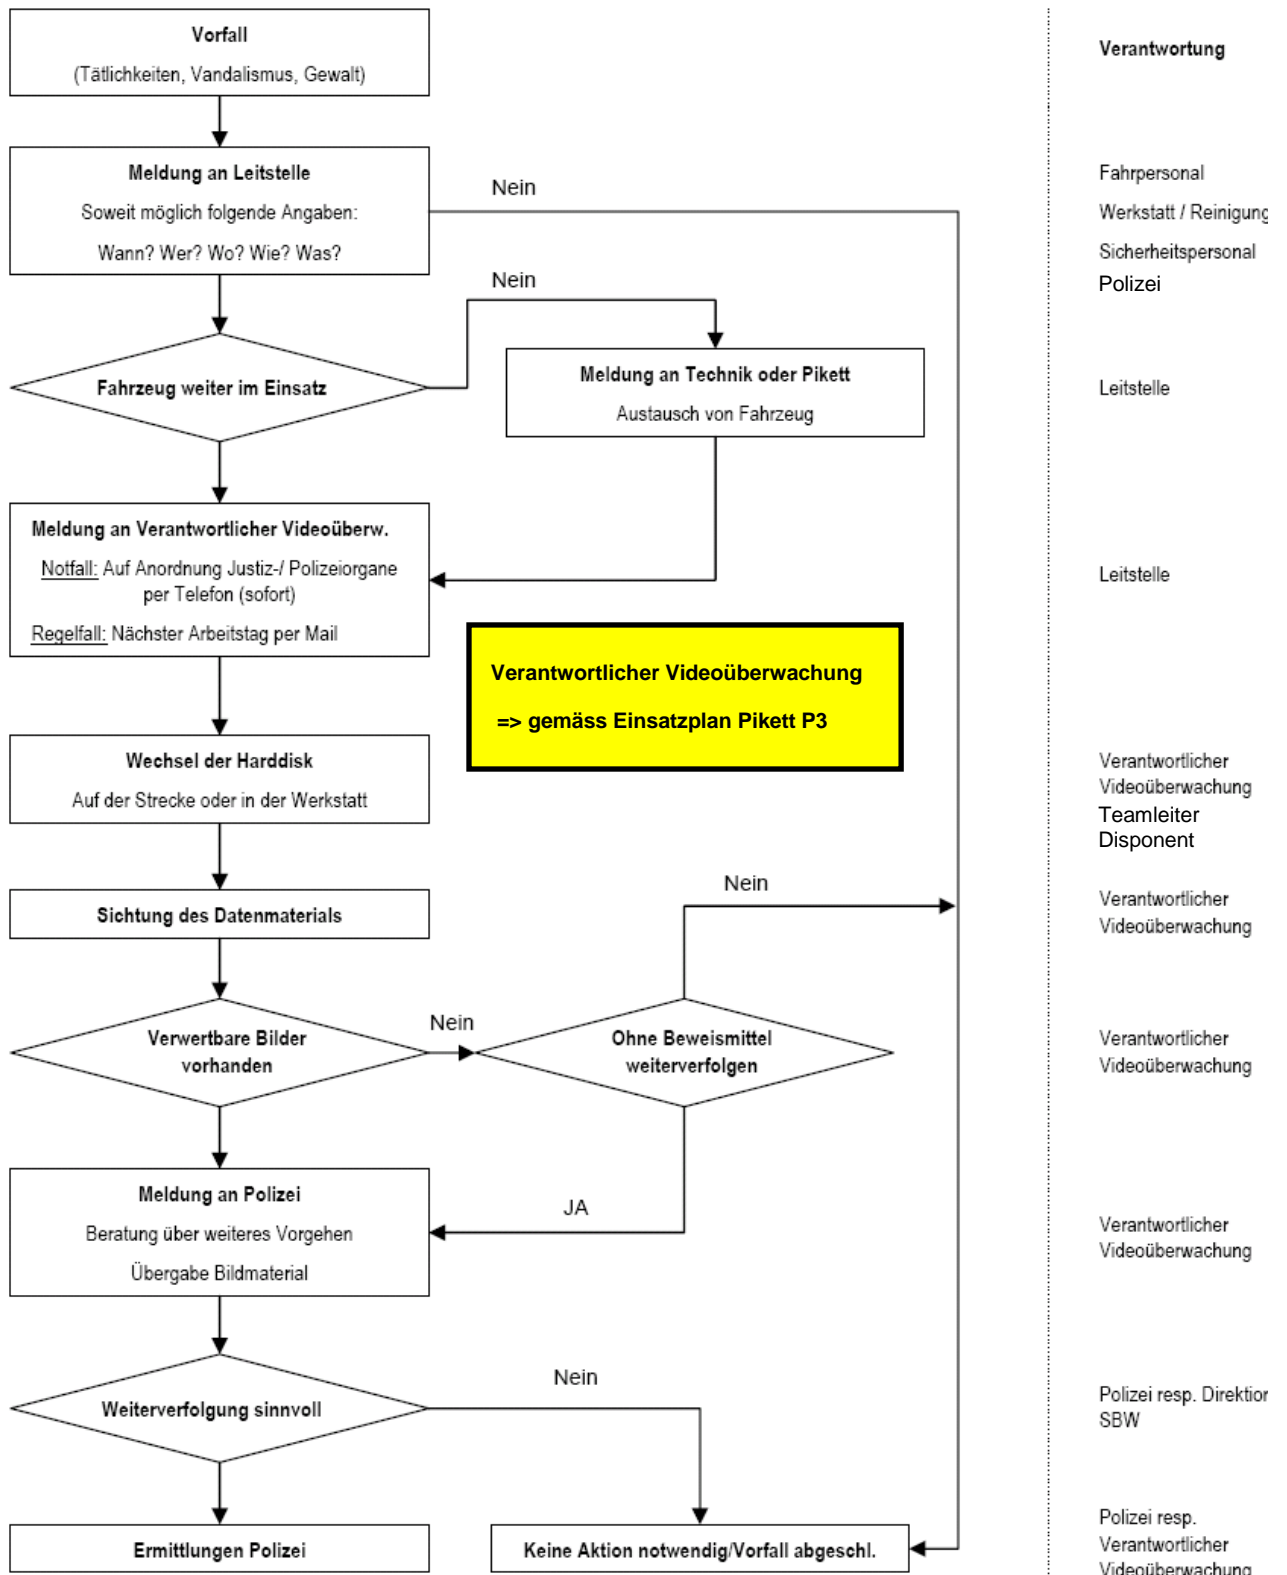 Vorfall
(Tätlichkeiten, Vandalismus, Gewalt)
Verantwortung
Meldung an Leitstelle
Soweit möglich folgende Angaben:
Wann? Wer? Wo? Wie? Was?
Nein
Fahrpersonal
Werkstatt / Reinigung
Sicherheitspersonal
Polizei
Nein
Fahrzeug weiter im Einsatz
Meldung an Technik oder Pikett
Austausch von Fahrzeug
Leitstelle
Meldung an Verantwortlicher Videoüberw.
Notfall: Auf Anordnung Justiz-/ Polizeiorgane
per Telefon (sofort)
Regelfall: Nächster Arbeitstag per Mail
Leitstelle
Verantwortlicher Videoüberwachung
=> gemäss Einsatzplan Pikett P3
Wechsel der Harddisk
Auf der Strecke oder in der Werkstatt
Verantwortlicher
Videoüberwachung
Teamleiter
Disponent
Sichtung des Datenmaterials
Nein
Verantwortlicher
Videoüberwachung
Verwertbare Bilder
vorhanden
Nein
Ohne Beweismittel
weiterverfolgen
Verantwortlicher
Videoüberwachung
Meldung an Polizei
Beratung über weiteres Vorgehen
Übergabe Bildmaterial
JA
Verantwortlicher
Videoüberwachung
Weiterverfolgung sinnvoll
Nein
Polizei resp. Direktion
SBW
Ermittlungen Polizei
Keine Aktion notwendig/Vorfall abgeschl.
Polizei resp.
Verantwortlicher
Videoüberwachung